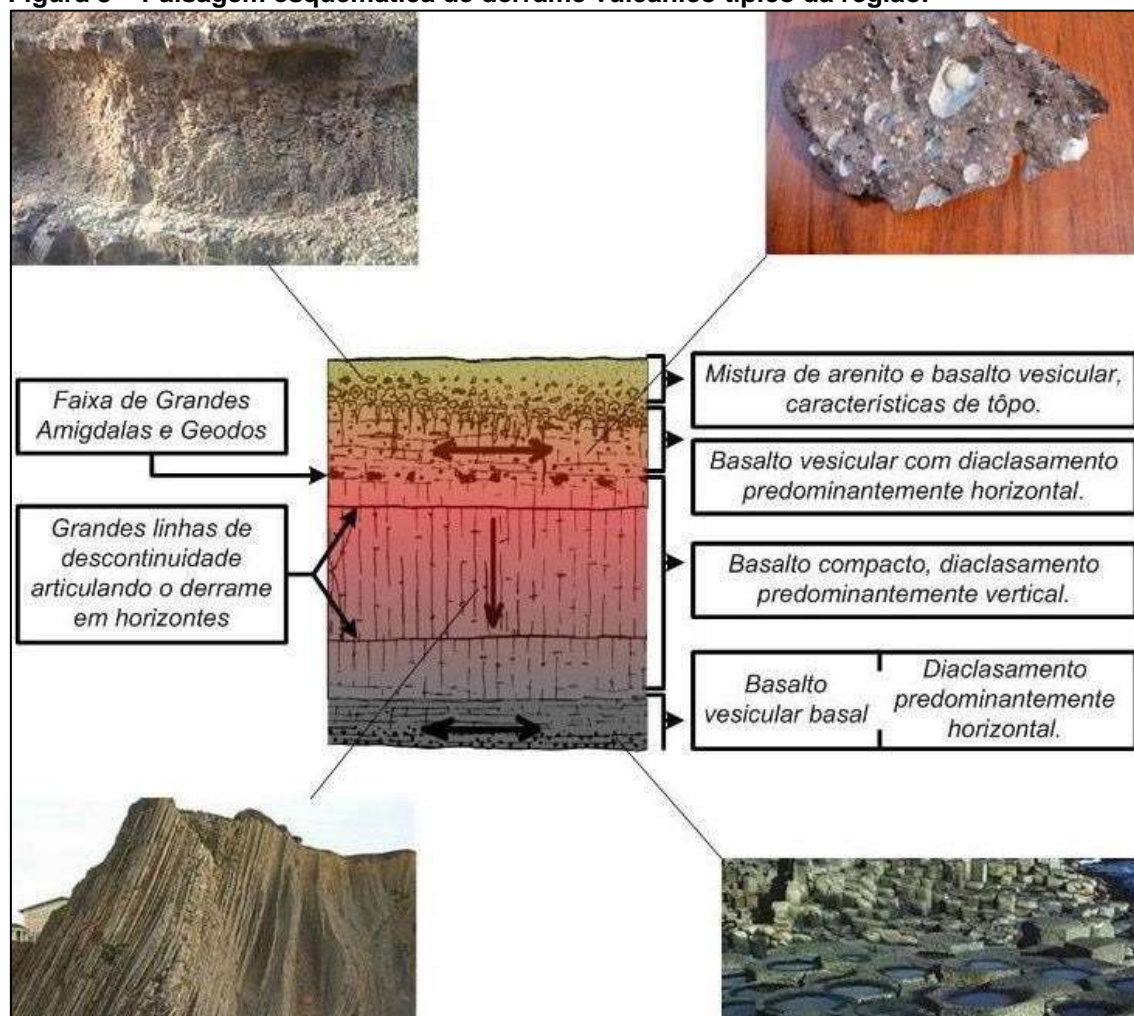 Faixa de Grandes
Amigdalas e Geodos
Grandes linhas de
descontinuidade
articulando o derrame
em horizontes
Mistura de arenito e basalto vesicular,
características de tôpo.
Basalto vesicular com diaclasamento
predominantemente horizontal.
Basalto compacto, diaclasamento
predominantemente vertical.
Basalto
vesicular basal
Diaclasamento
predominantemente
horizontal.